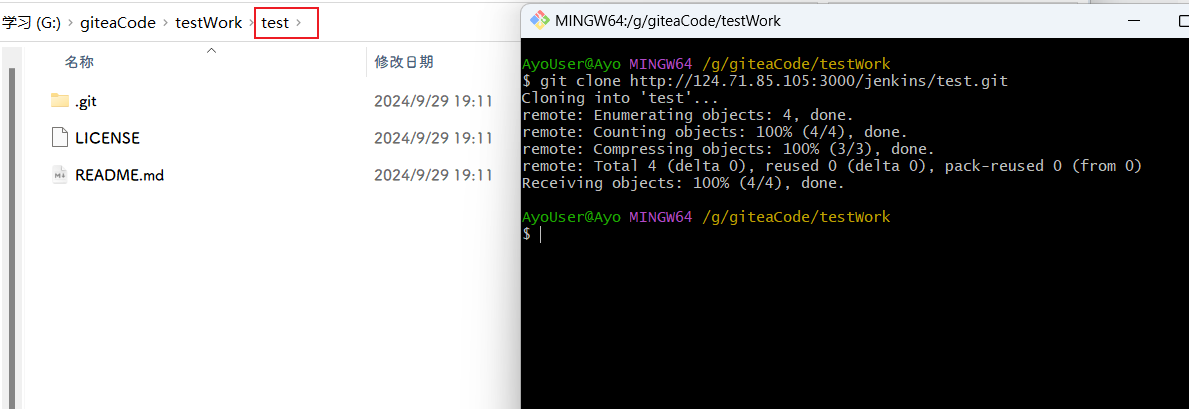 学习 (G:) > giteaCode > testWork > test >
名称 修改日期
.git 2024/9/29 19:11
LICENSE 2024/9/29 19:11
README.md 2024/9/29 19:11
MINGW64:/g/giteaCode/testWork
AyoUser@Ayo MINGW64 /g/giteaCode/testWork
$ git clone http://124.71.85.105:3000/jenkins/test.git
Cloning into 'test'...
remote: Enumerating objects: 4, done.
remote: Counting objects: 100% (4/4), done.
remote: Compressing objects: 100% (3/3), done.
remote: Total 4 (delta 0), reused 0 (delta 0), pack-reused 0 (from 0)
Receiving objects: 100% (4/4), done.
AyoUser@Ayo MINGW64 /g/giteaCode/testWork
$